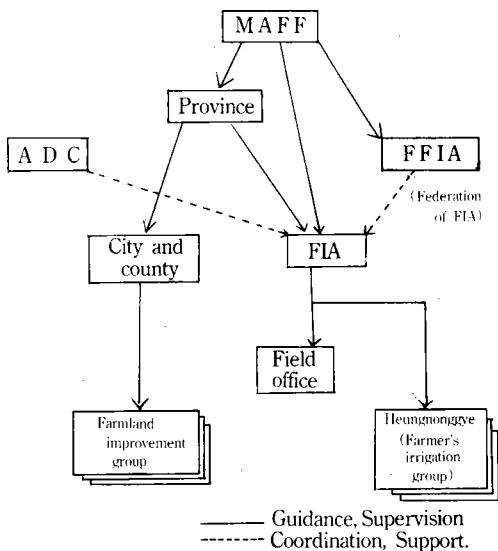 MAFF
Province
ADC
FFIA
(Federation
of FIA)
City and
county
FIA
Field
office
Farmland
improvement
group
Heungnonggye
(Farmer's
irrigation
group)
Guidance, Supervision
Coordination, Support.